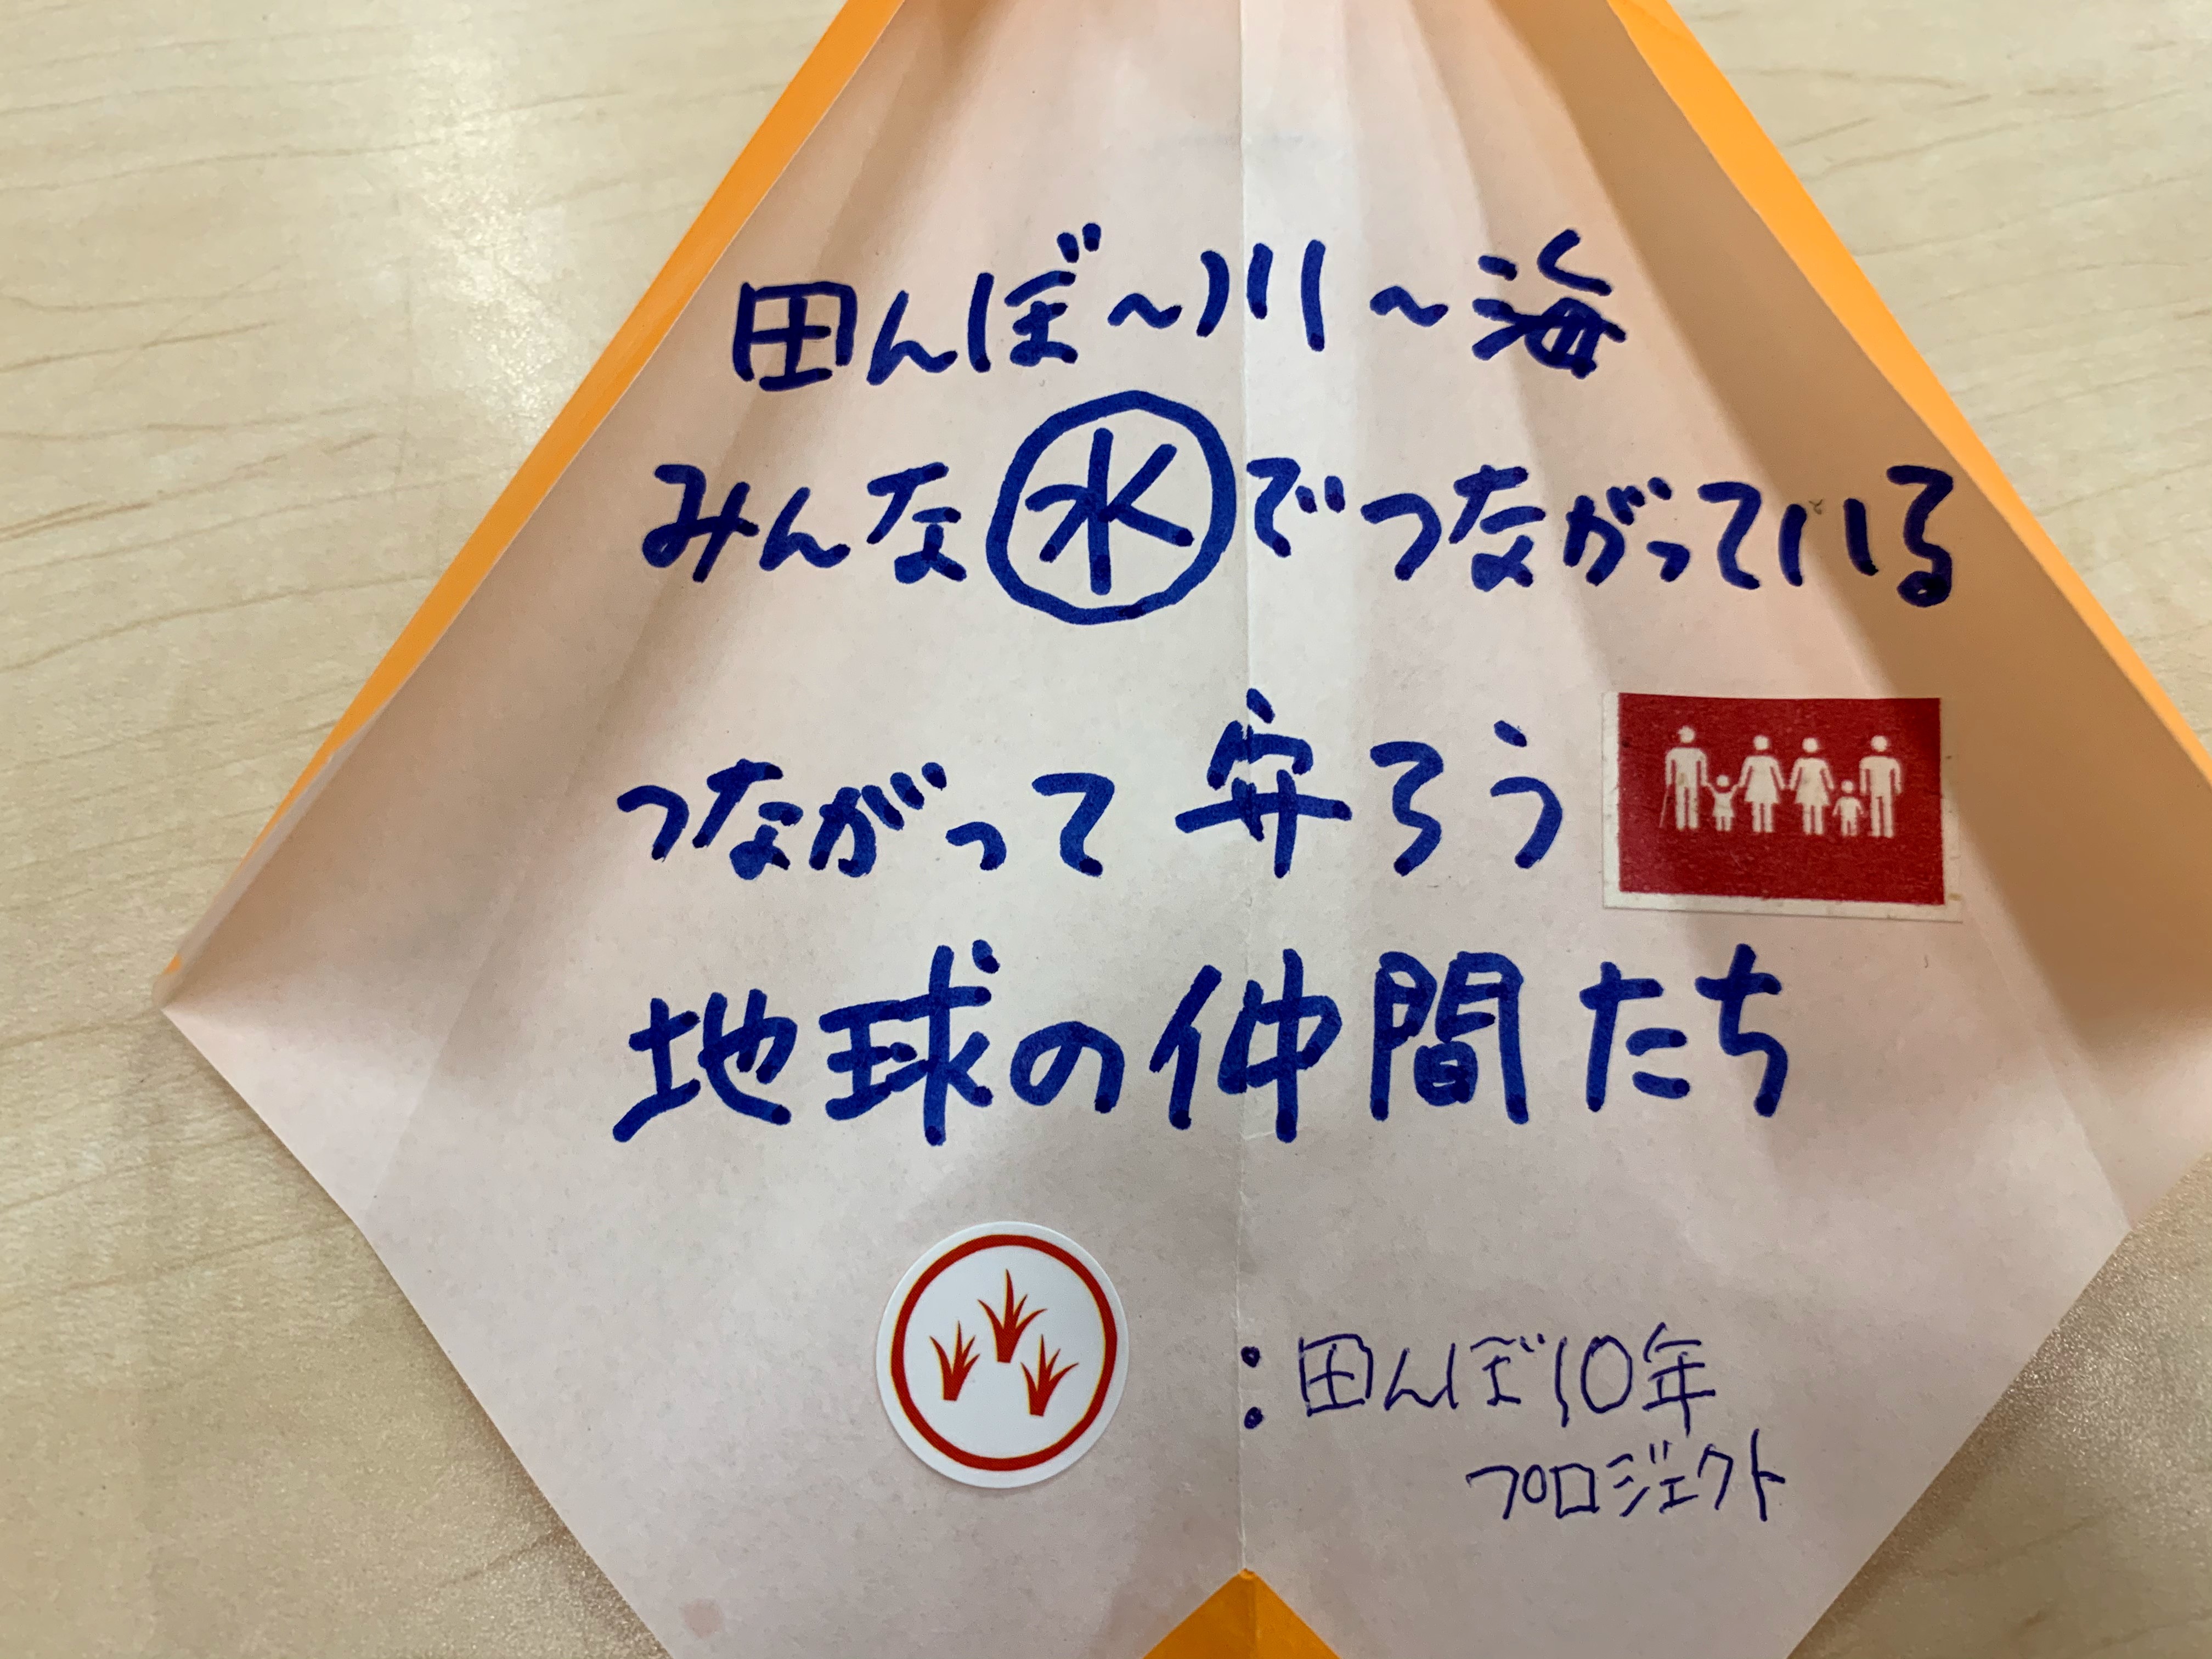 田んぼ〜川〜海
みんな水でつながっている
つながって守ろう
地球の仲間たち
：田んぼ10年
プロジェクト